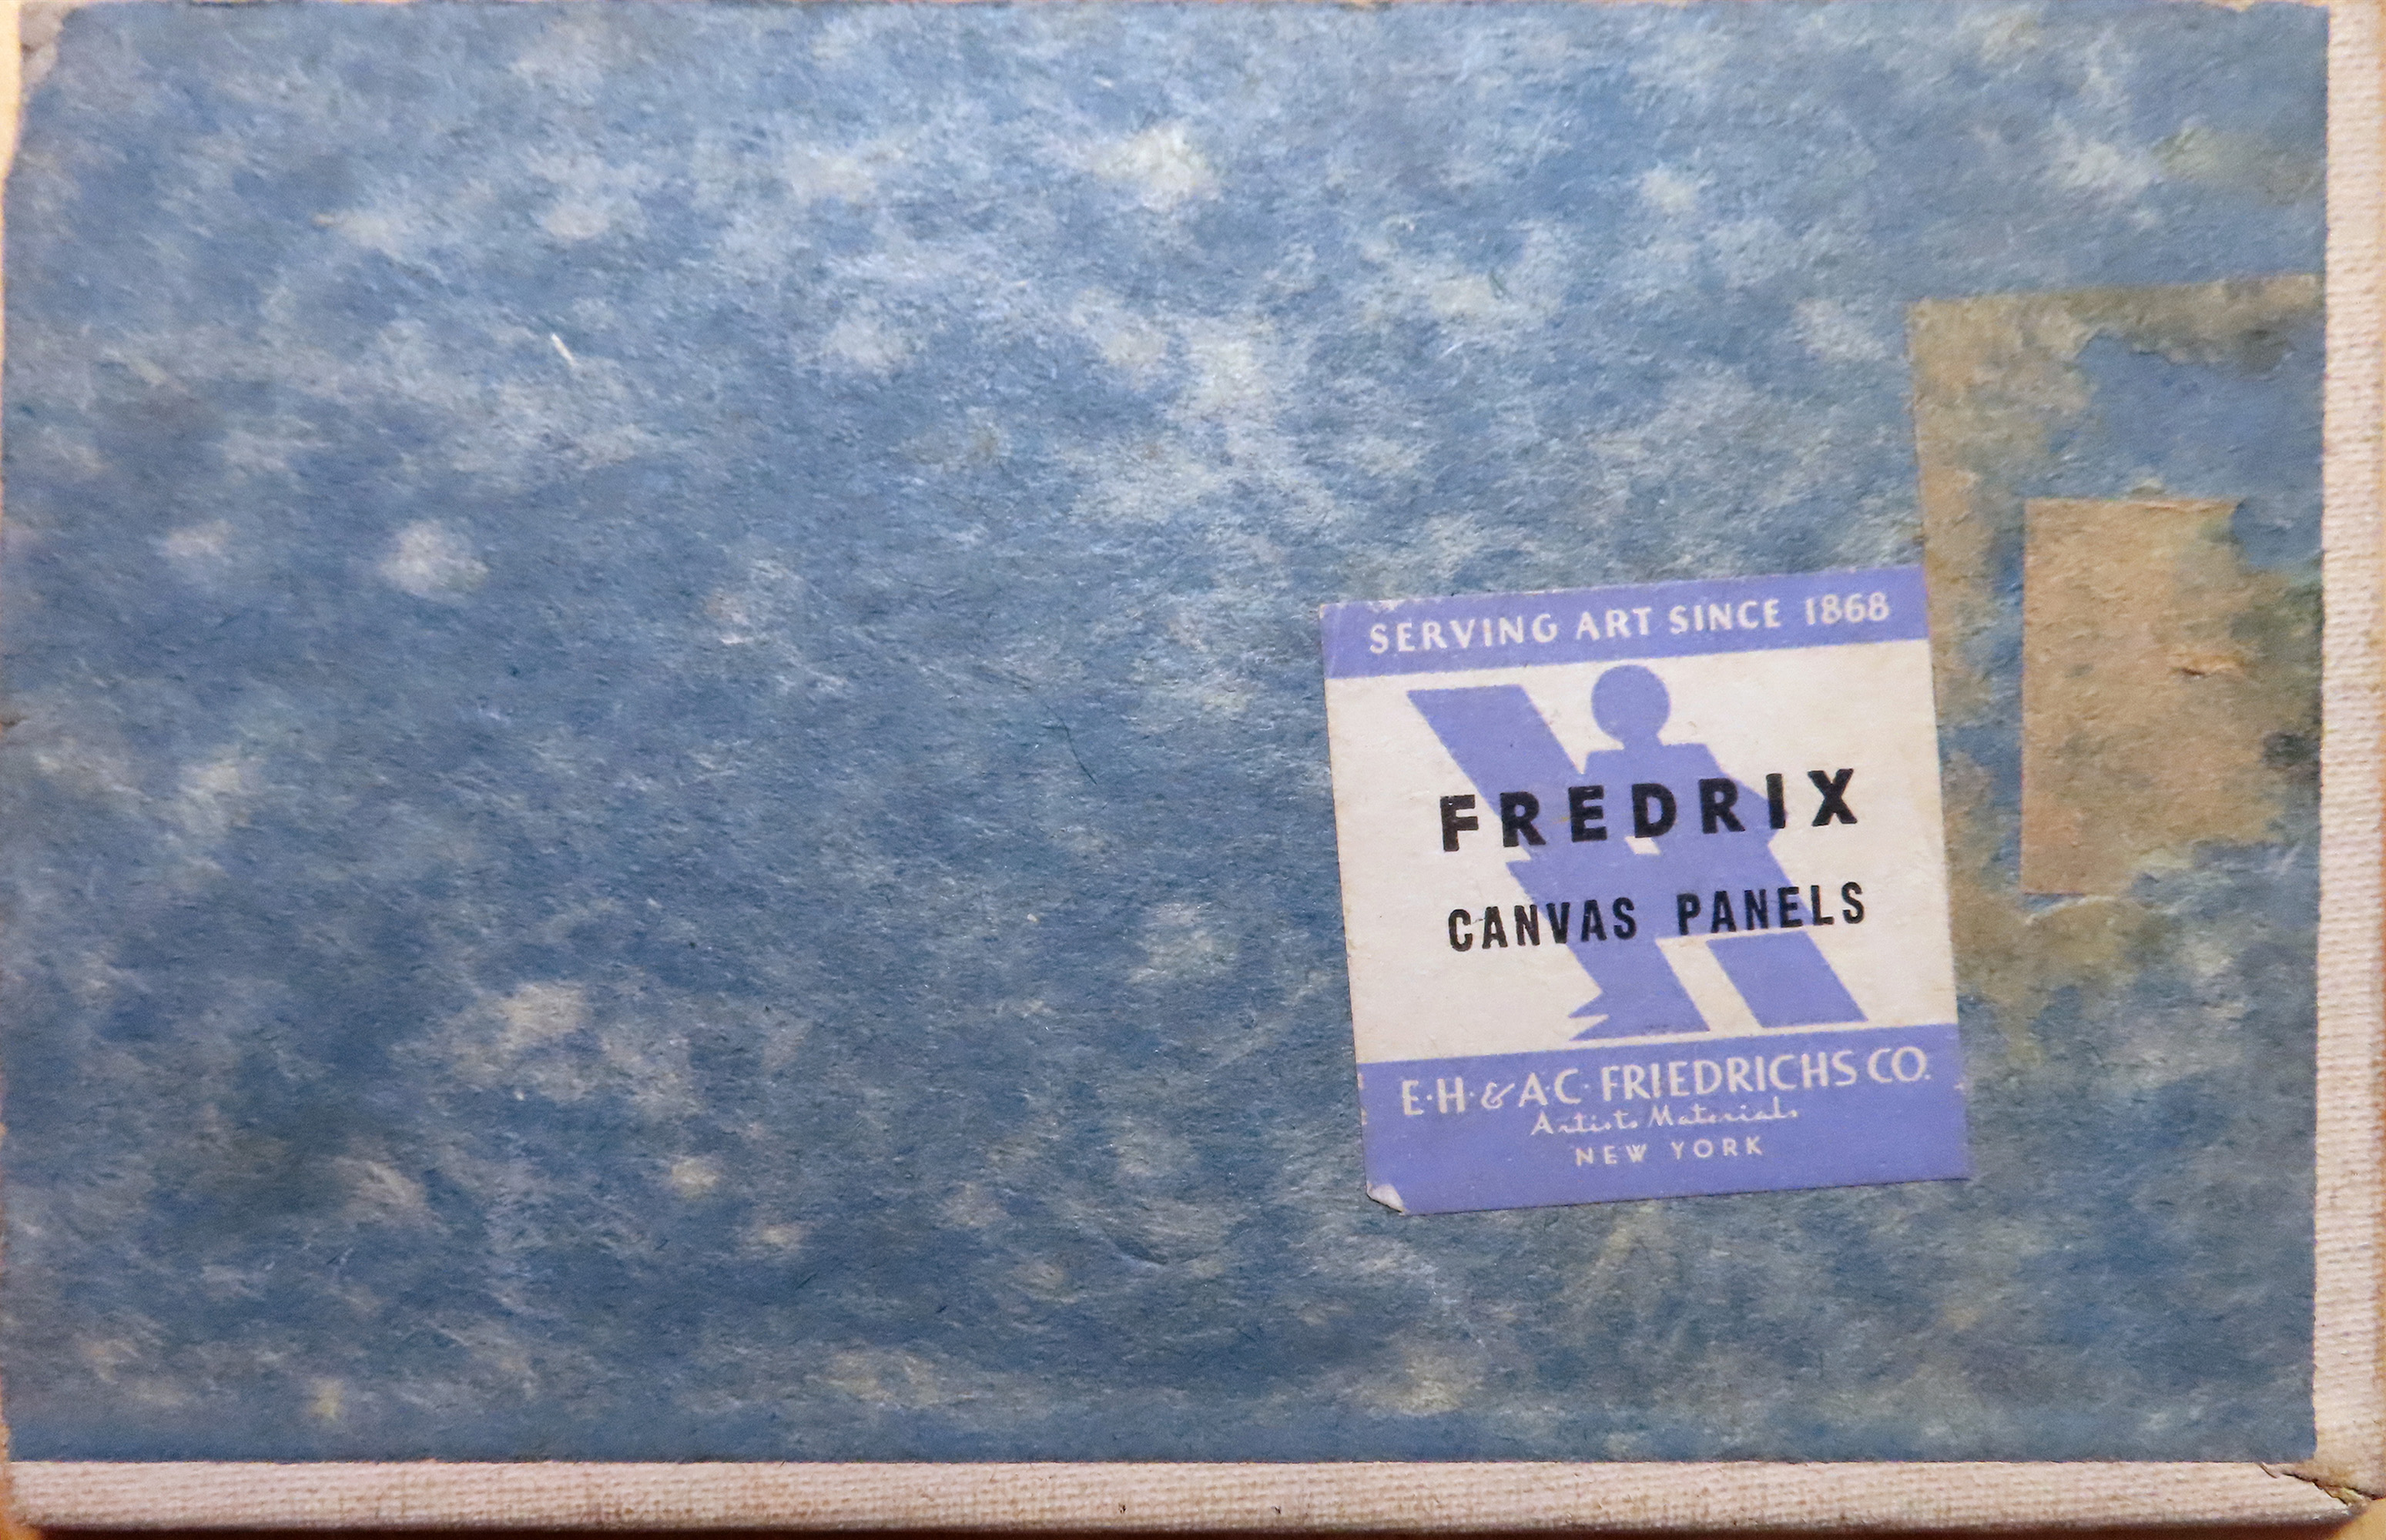 SERVING ART SINCE 1868
FREDRIX
CANVAS PANELS
E·H·&A·C·FRIEDRICHS CO.
Artists Materials
NEW YORK